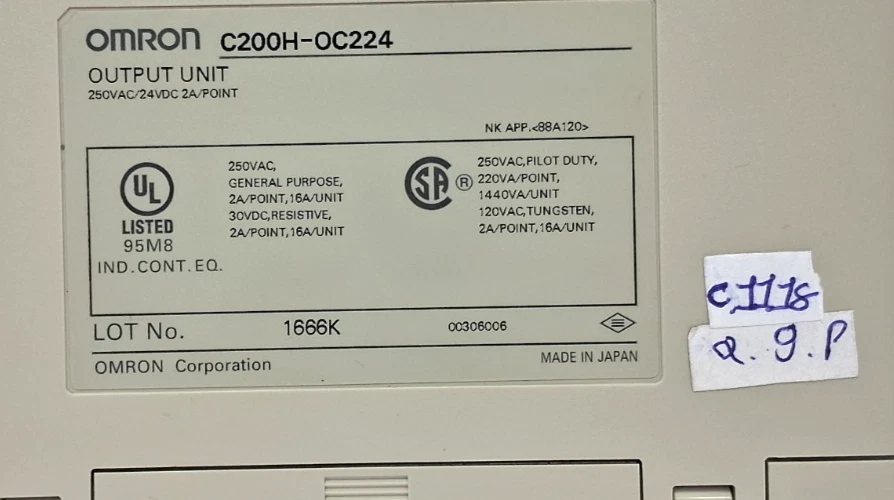 OMRON C200H-OC224
OUTPUT UNIT
250VAC/24VDC 2A/POINT
NK APP.<88A120>
UL
LISTED
95M8
IND.CONT.EQ.
250VAC,
GENERAL PURPOSE,
2A/POINT,16A/UNIT
30VDC,RESISTIVE,
2A/POINT,16A/UNIT
SA ®
250VAC,PILOT DUTY,
220VA/POINT,
1440VA/UNIT
120VAC,TUNGSTEN,
2A/POINT,16A/UNIT
LOT No. 1666K 00306006
OMRON Corporation MADE IN JAPAN
Q.9.P